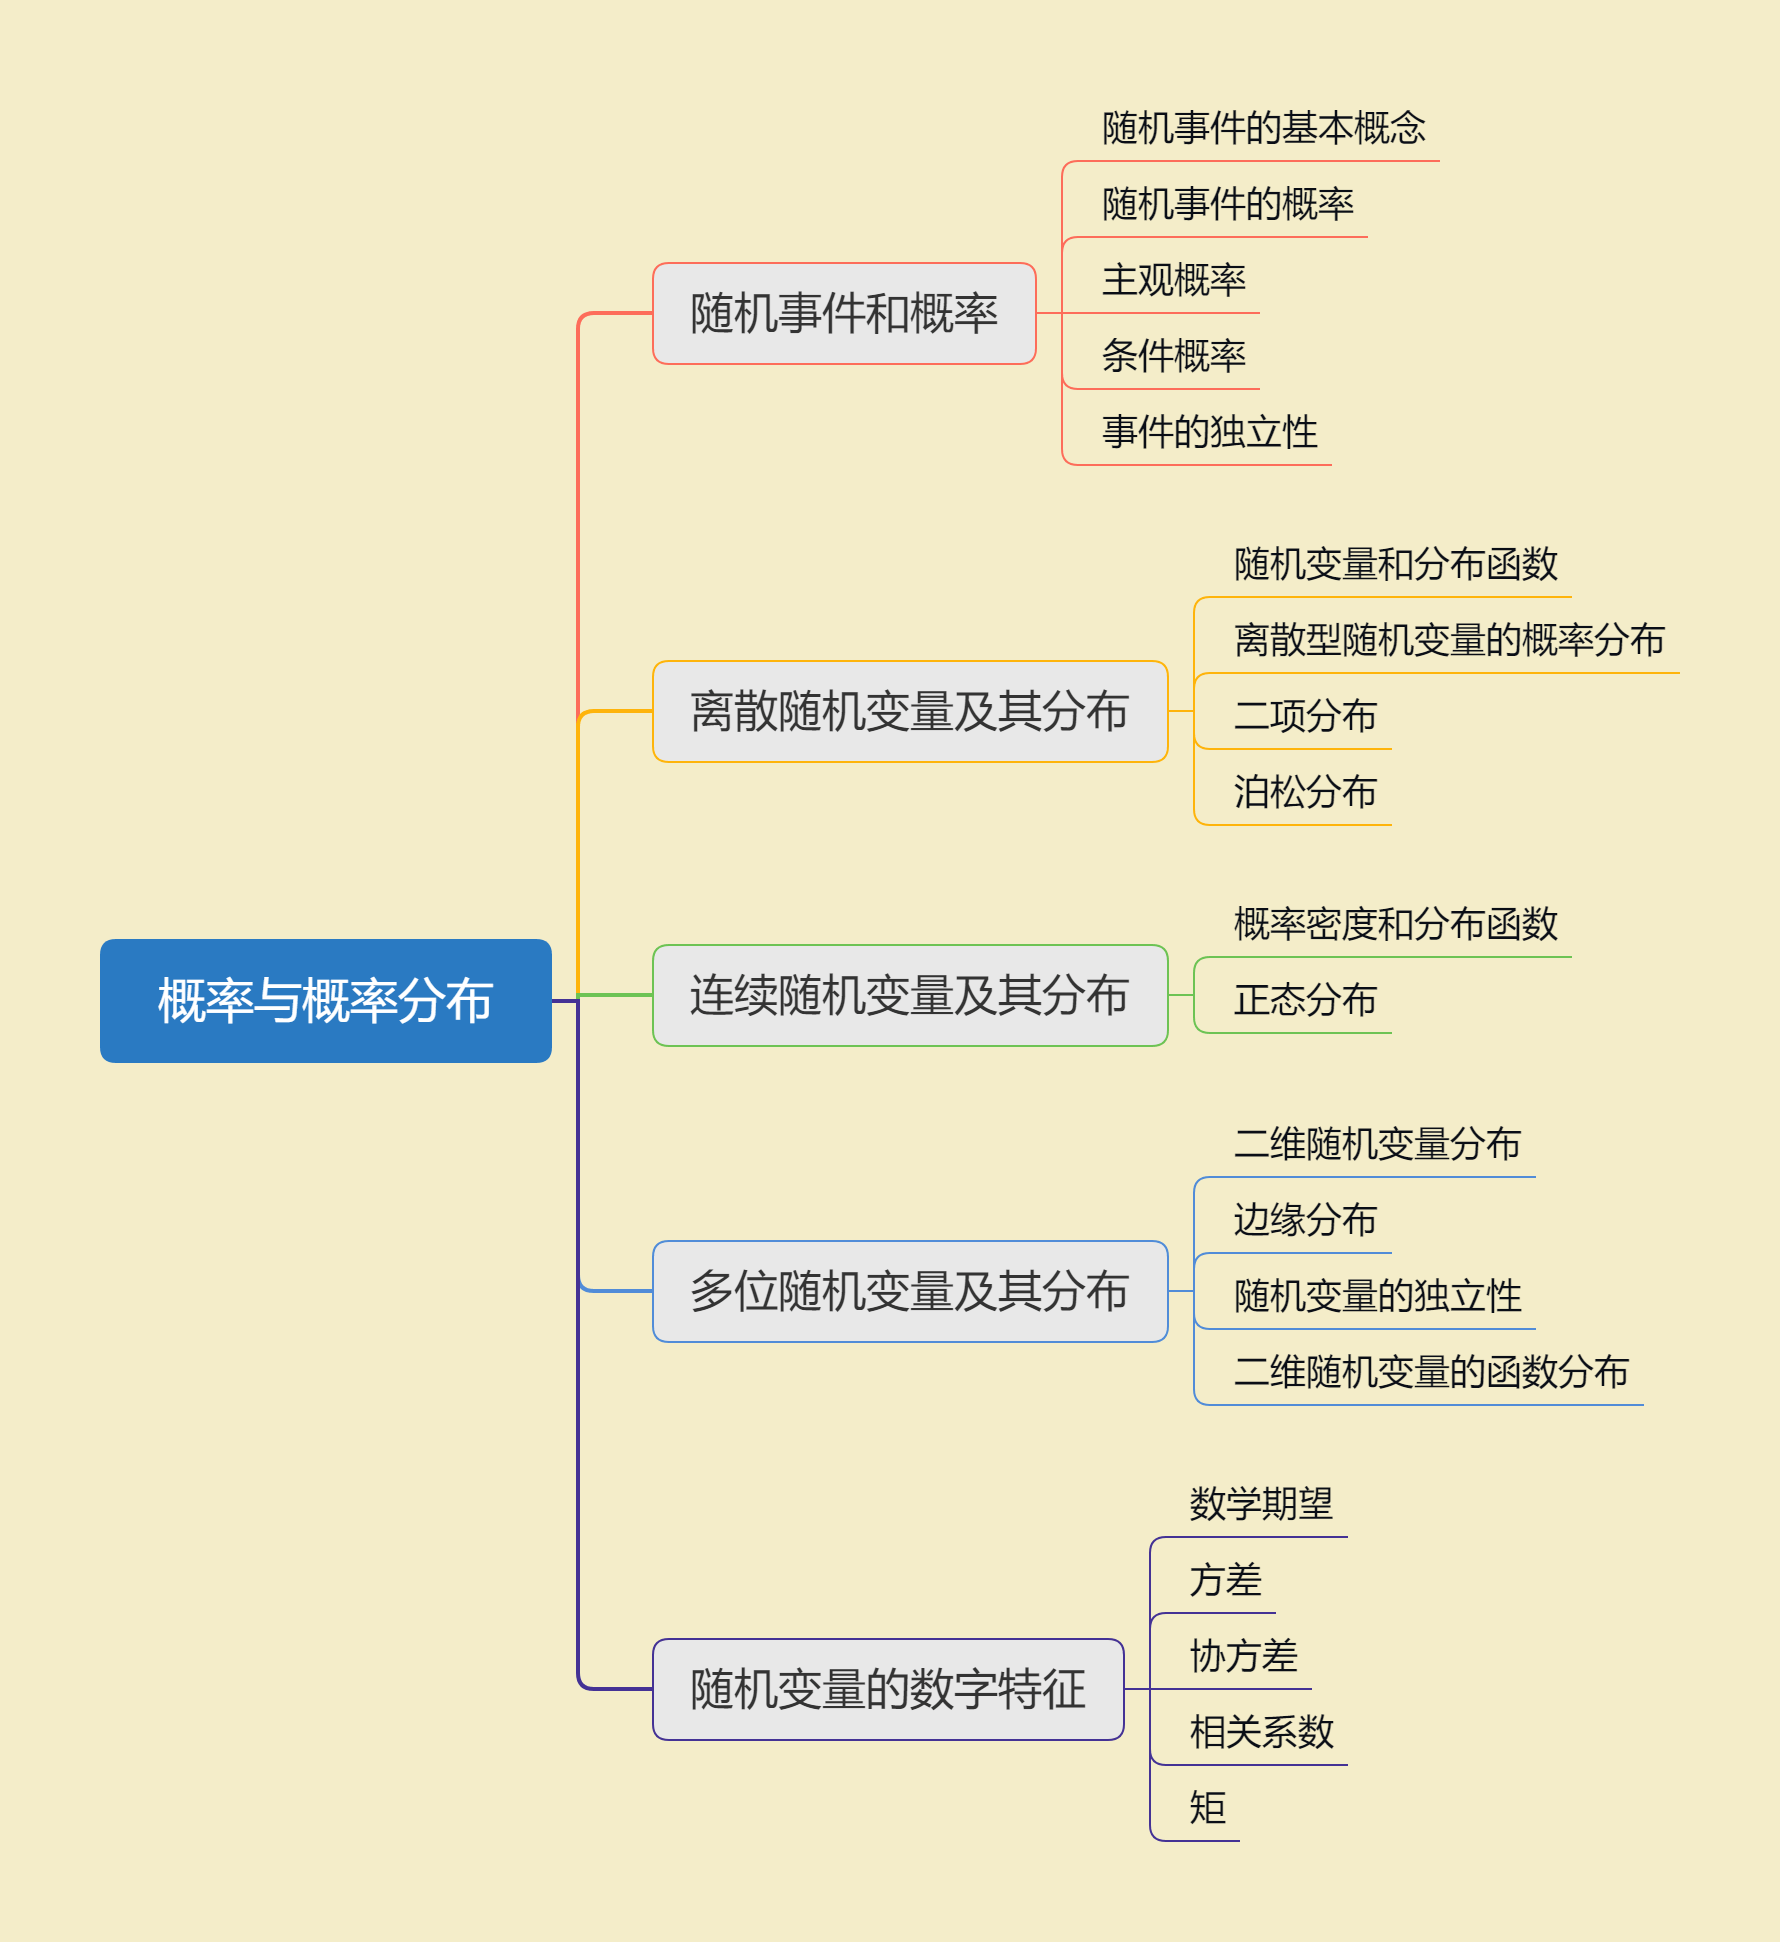 概率与概率分布
随机事件和概率
随机事件的基本概念
随机事件的概率
主观概率
条件概率
事件的独立性
离散随机变量及其分布
随机变量和分布函数
离散型随机变量的概率分布
二项分布
泊松分布
连续随机变量及其分布
概率密度和分布函数
正态分布
多位随机变量及其分布
二维随机变量分布
边缘分布
随机变量的独立性
二维随机变量的函数分布
随机变量的数字特征
数学期望
方差
协方差
相关系数
矩